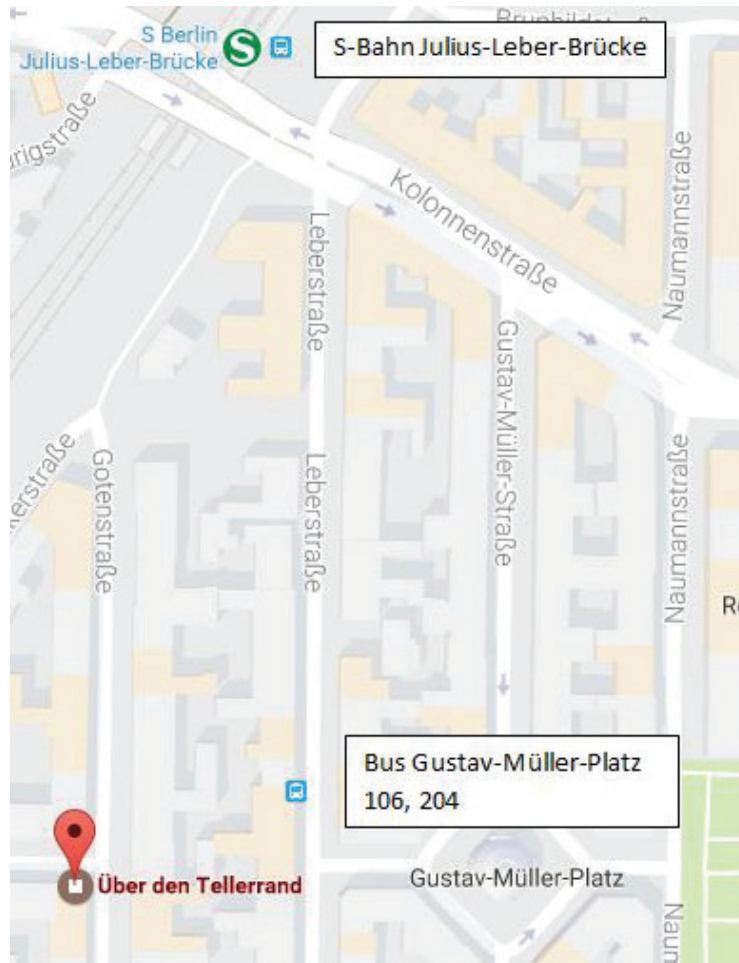 S Berlin
Julius-Leber-Brücke
S
S-Bahn Julius-Leber-Brücke
Kolonnenstraße
Naumannstraße
Leberstraße
Gustav-Müller-Straße
Gotenstraße
Leberstraße
Naumannstraße
Bus Gustav-Müller-Platz
106, 204
Über den Tellerrand
Gustav-Müller-Platz